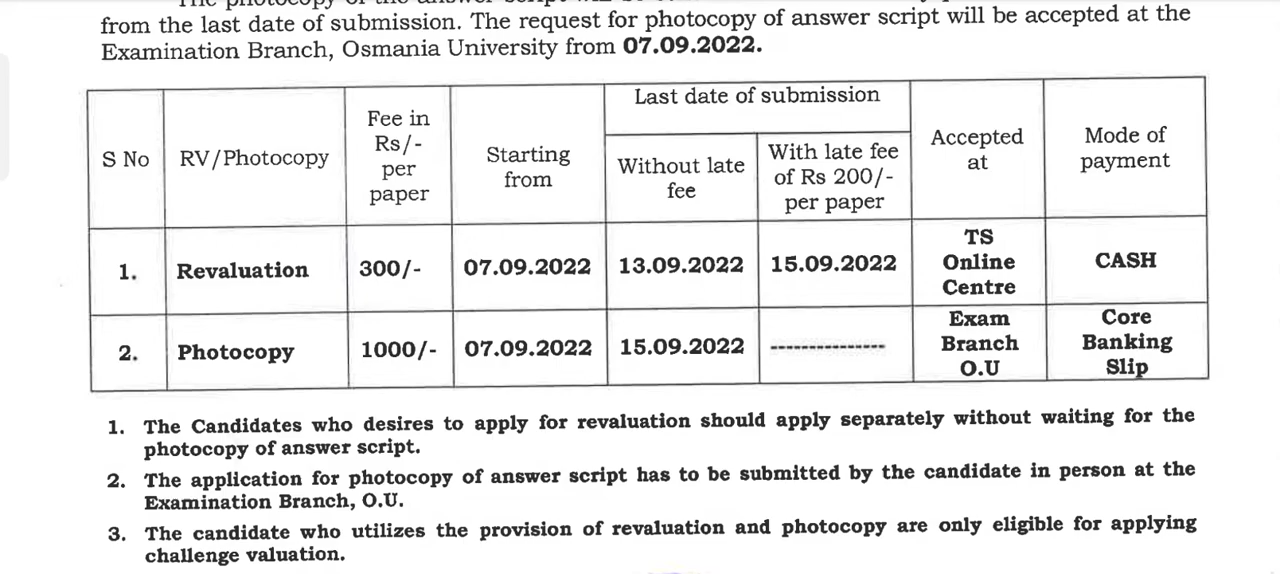 from the last date of submission. The request for photocopy of answer script will be accepted at the
Examination Branch, Osmania University from 07.09.2022.
S No
RV/Photocopy
Fee in
Rs/-
per
paper
Starting
from
Last date of submission
Without late
fee
With late fee
of Rs 200/-
per paper
Accepted
at
Mode of
payment
1.
Revaluation
300/-
07.09.2022
13.09.2022
15.09.2022
TS
Online
Centre
CASH
2.
Photocopy
1000/-
07.09.2022
15.09.2022
---------------
Exam
Branch
O.U
Core
Banking
Slip
1. The Candidates who desires to apply for revaluation should apply separately without waiting for the
photocopy of answer script.
2. The application for photocopy of answer script has to be submitted by the candidate in person at the
Examination Branch, O.U.
3. The candidate who utilizes the provision of revaluation and photocopy are only eligible for applying
challenge valuation.